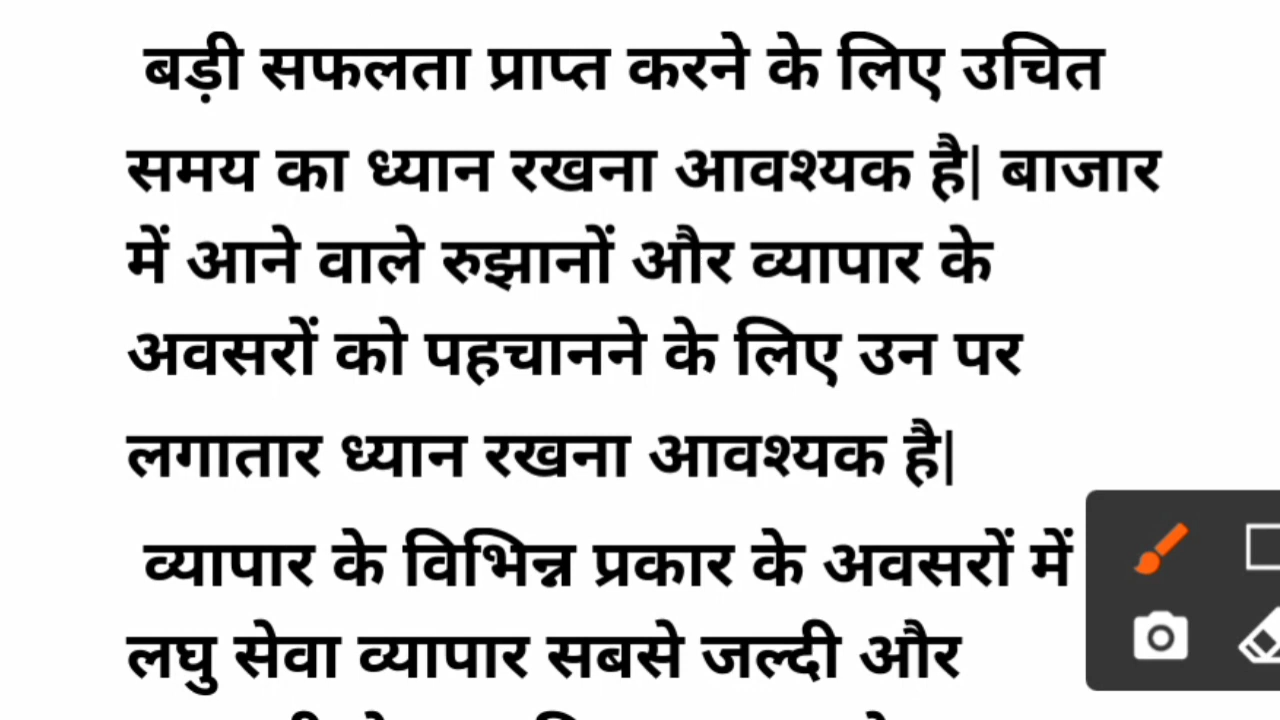 बड़ी सफलता प्राप्त करने के लिए उचित
समय का ध्यान रखना आवश्यक है| बाजार
में आने वाले रुझानों और व्यापार के
अवसरों को पहचानने के लिए उन पर
लगातार ध्यान रखना आवश्यक है|
व्यापार के विभिन्न प्रकार के अवसरों में
लघु सेवा व्यापार सबसे जल्दी और